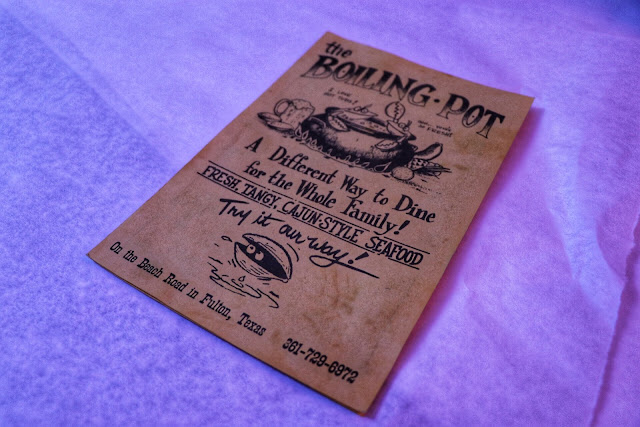 the
BOILING-POT
A Different Way to Dine
for the Whole Family!
FRESH, TANGY, CAJUN-STYLE SEAFOOD
Try it our way!
On the Beach Road in Fulton, Texas
361-729-6972